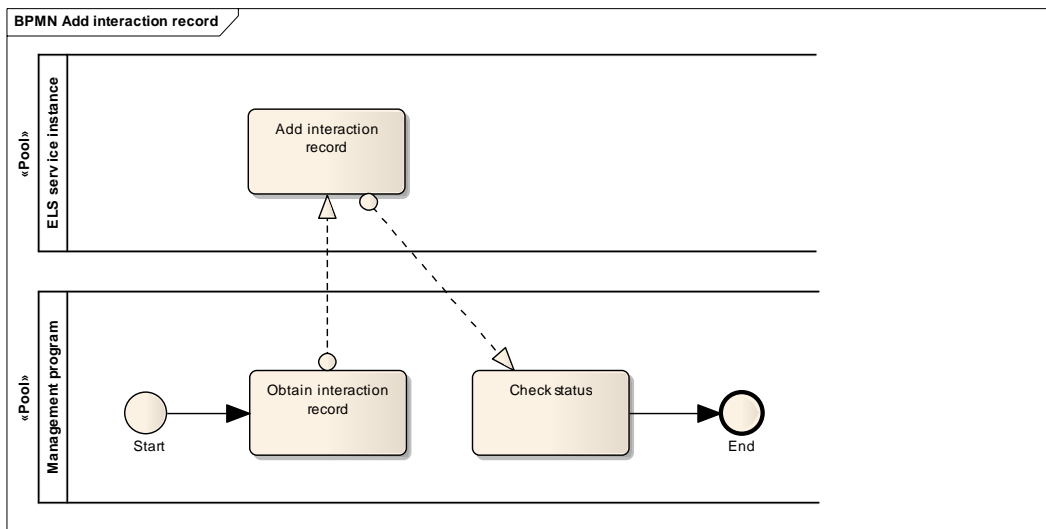 BPMN Add interaction record
«Pool»
ELS service instance
Add interaction
record
«Pool»
Management program
Start
Obtain interaction
record
Check status
End